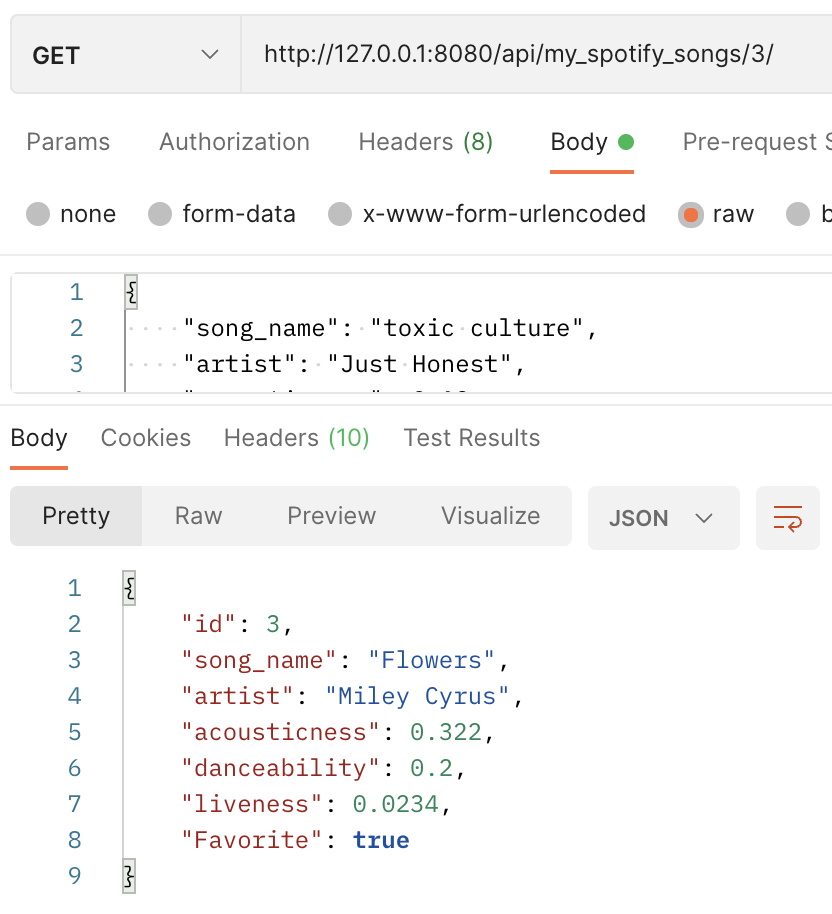 GET http://127.0.0.1:8080/api/my_spotify_songs/3/
Params Authorization Headers (8) Body Pre-request S
none form-data x-www-form-urlencoded raw b
1 {
2 "song_name": "toxic culture",
3 "artist": "Just Honest",
Body Cookies Headers (10) Test Results
Pretty Raw Preview Visualize JSON
1 {
2 "id": 3,
3 "song_name": "Flowers",
4 "artist": "Miley Cyrus",
5 "acousticness": 0.322,
6 "danceability": 0.2,
7 "liveness": 0.0234,
8 "Favorite": true
9 }